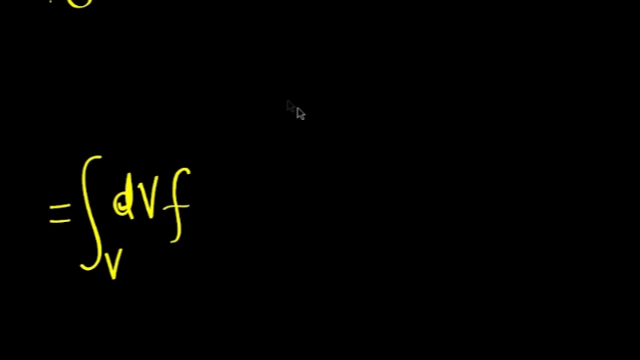 = ∫_V dV f